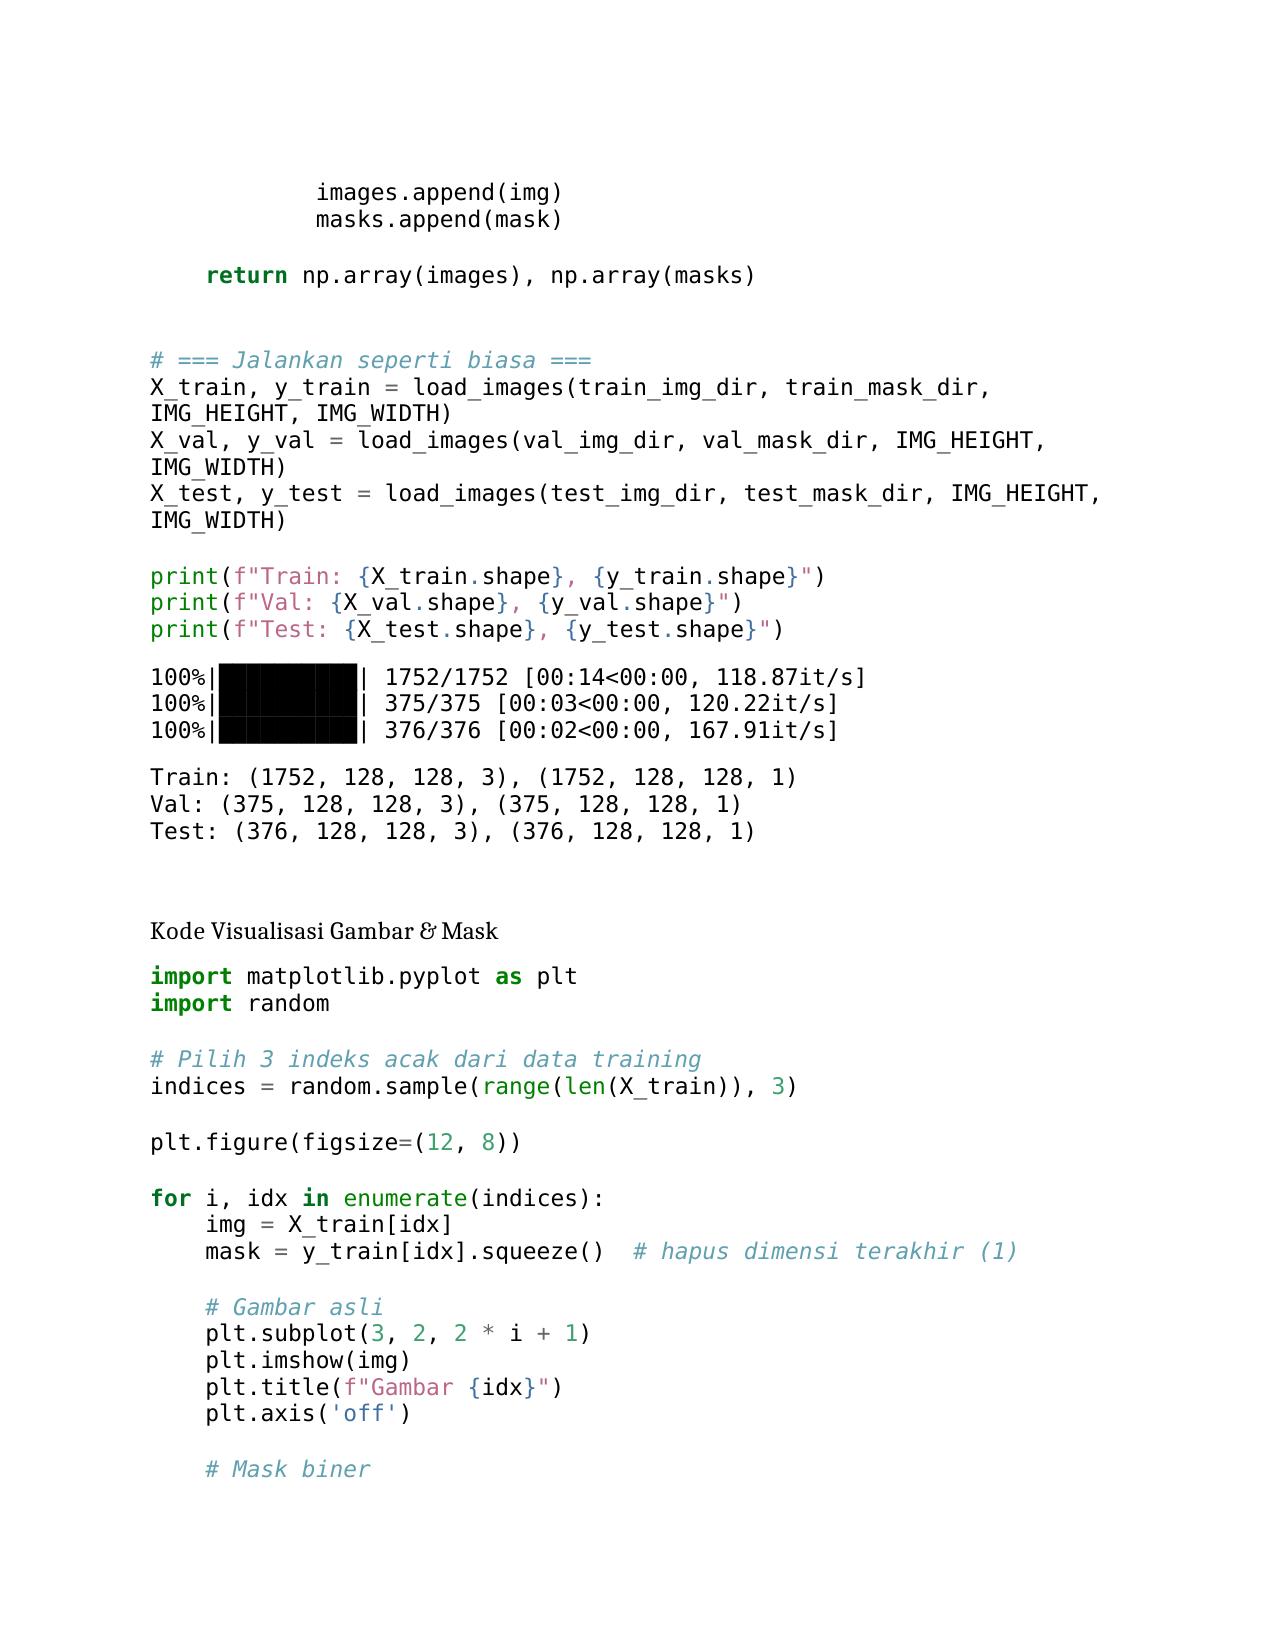 images.append(img)
            masks.append(mask)

    return np.array(images), np.array(masks)


# === Jalankan seperti biasa ===
X_train, y_train = load_images(train_img_dir, train_mask_dir,
IMG_HEIGHT, IMG_WIDTH)
X_val, y_val = load_images(val_img_dir, val_mask_dir, IMG_HEIGHT,
IMG_WIDTH)
X_test, y_test = load_images(test_img_dir, test_mask_dir, IMG_HEIGHT,
IMG_WIDTH)

print(f"Train: {X_train.shape}, {y_train.shape}")
print(f"Val: {X_val.shape}, {y_val.shape}")
print(f"Test: {X_test.shape}, {y_test.shape}")

100%|██████████| 1752/1752 [00:14<00:00, 118.87it/s]
100%|██████████| 375/375 [00:03<00:00, 120.22it/s]
100%|██████████| 376/376 [00:02<00:00, 167.91it/s]

Train: (1752, 128, 128, 3), (1752, 128, 128, 1)
Val: (375, 128, 128, 3), (375, 128, 128, 1)
Test: (376, 128, 128, 3), (376, 128, 128, 1)

Kode Visualisasi Gambar & Mask

import matplotlib.pyplot as plt
import random

# Pilih 3 indeks acak dari data training
indices = random.sample(range(len(X_train)), 3)

plt.figure(figsize=(12, 8))

for i, idx in enumerate(indices):
    img = X_train[idx]
    mask = y_train[idx].squeeze()  # hapus dimensi terakhir (1)

    # Gambar asli
    plt.subplot(3, 2, 2 * i + 1)
    plt.imshow(img)
    plt.title(f"Gambar {idx}")
    plt.axis('off')

    # Mask biner